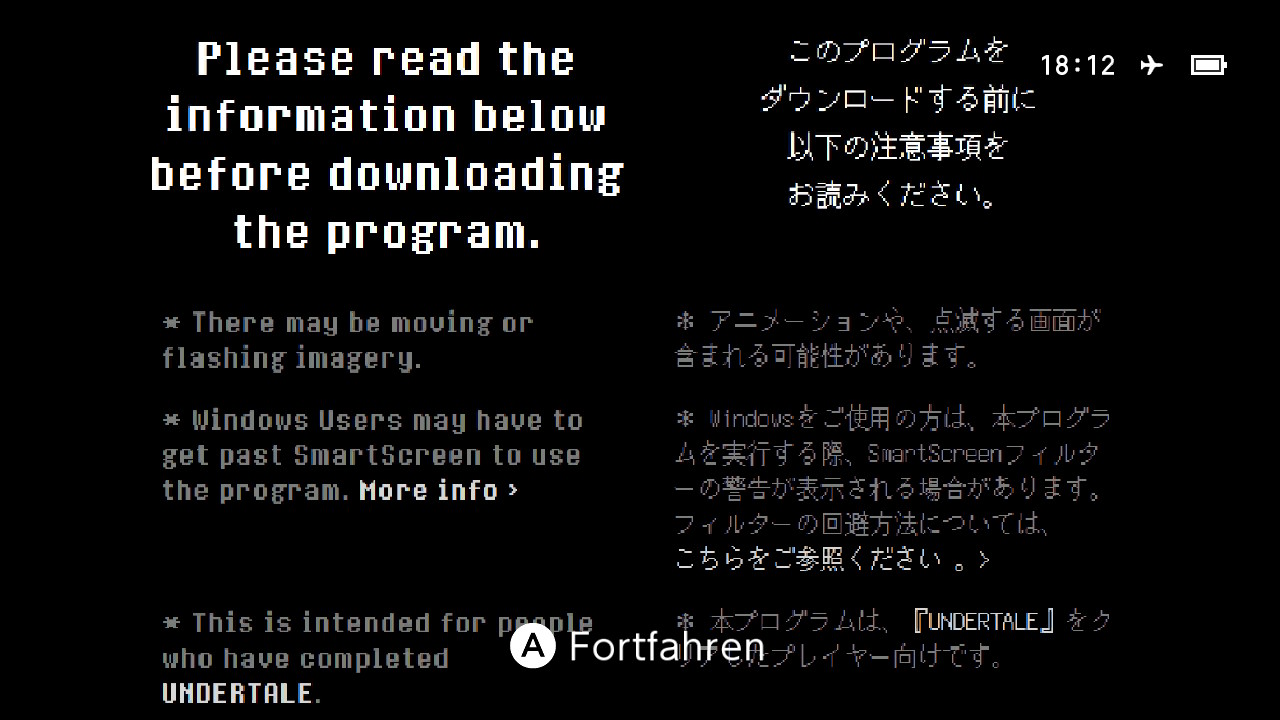 Please read the
information below
before downloading
the program.
このプログラムを
ダウンロードする前に
以下の注意事項を
お読みください。
18:12
* There may be moving or
flashing imagery.
* Windows Users may have to
get past SmartScreen to use
the program. More info >
* This is intended for people
who have completed
UNDERTALE.
* アニメーションや、点滅する画面が
含まれる可能性があります。
* Windowsをご使用の方は、本プログラ
ムを実行する際、SmartScreenフィルタ
ーの警告が表示される場合があります。
フィルターの回避方法については、
こちらをご参照ください 。>
* 本プログラムは、『UNDERTALE』をク
リアしたプレイヤー向けです。
A Fortfahren